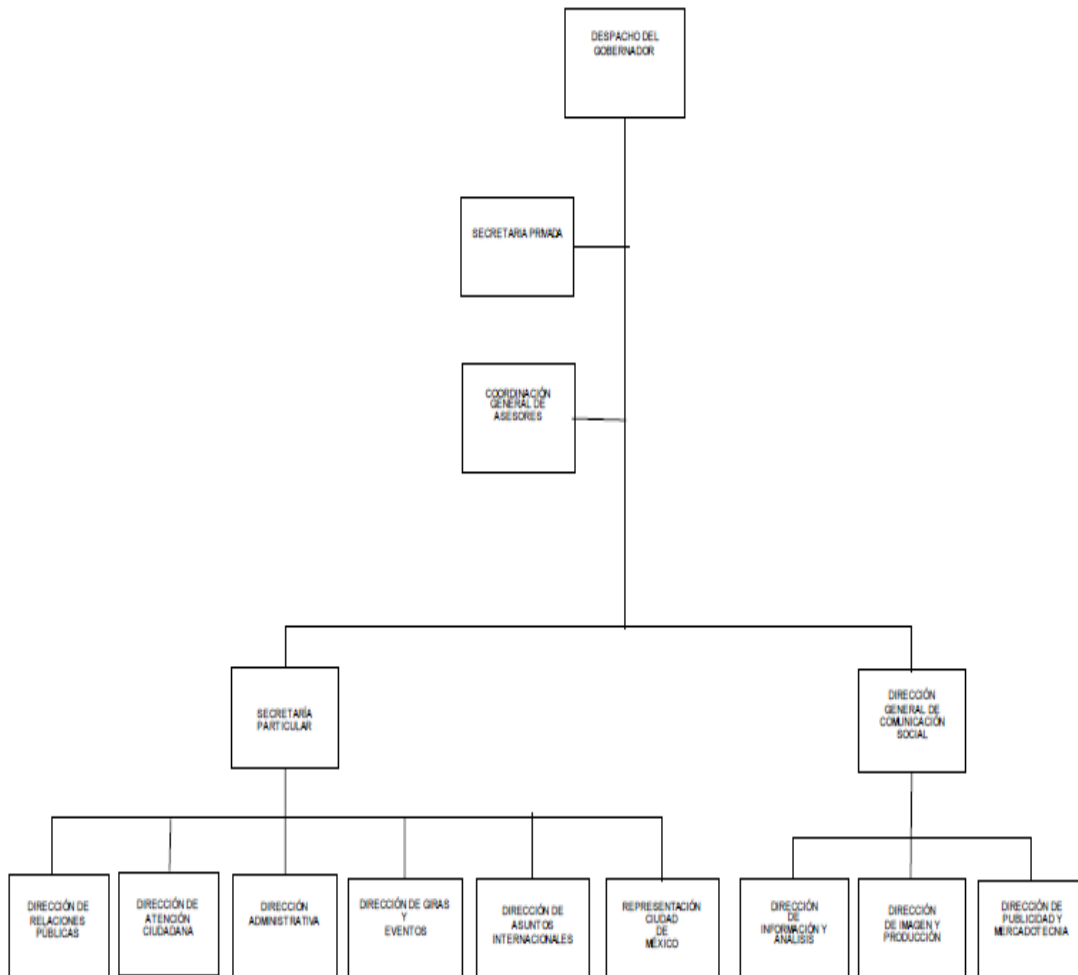 DESPACHO DEL
GOBERNADOR
SECRETARIA PRIVADA
COORDINACIÓN
GENERAL DE
ASESORES
SECRETARÍA
PARTICULAR
DIRECCIÓN
GENERAL DE
COMUNICACIÓN
SOCIAL
DIRECCIÓN DE
RELACIONES
PÚBLICAS
DIRECCIÓN DE
ATENCIÓN
CIUDADANA
DIRECCIÓN
ADMINISTRATIVA
DIRECCIÓN DE GIRAS
Y
EVENTOS
DIRECCIÓN DE
ASUNTOS
INTERNACIONALES
REPRESENTACIÓN
CIUDAD
DE
MÉXICO
DIRECCIÓN
DE
INFORMACIÓN Y
ANÁLISIS
DIRECCIÓN
DE IMAGEN Y
PRODUCCIÓN
DIRECCIÓN DE
PUBLICIDAD Y
MERCADOTECNIA